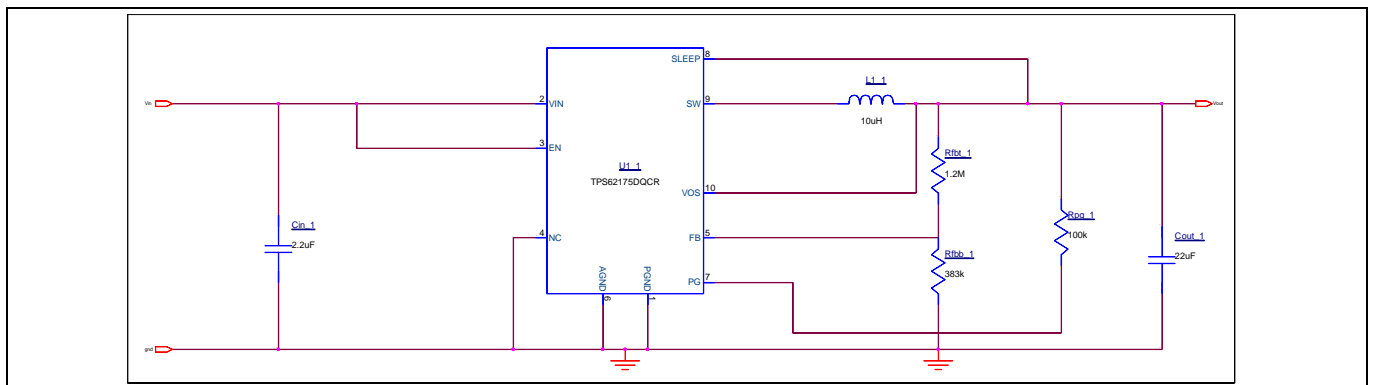 8
SLEEP
L1_1
Vin
2
VIN
SW
9
Vout
10uH
3
EN
U1_1
Rfbt_1
1.2M
TPS62175DQCR
VOS
10
Cin_1
2.2uF
Rpg_1
100k
4
NC
FB
5
Cout_1
22uF
Rfbb_1
383k
AGND
PGND
PG
7
6
1
gnd